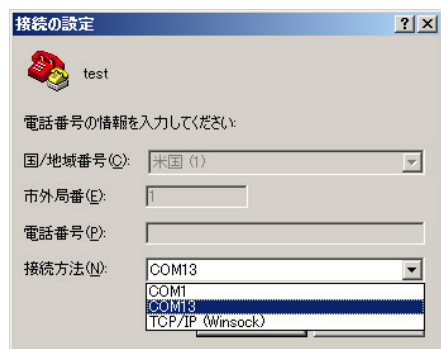 接続の設定
test
電話番号の情報を入力してください:
国/地域番号(C): 米国 (1)
市外局番(E): 1
電話番号(P):
接続方法(N): COM13
COM1
COM13
TCP/IP (Winsock)